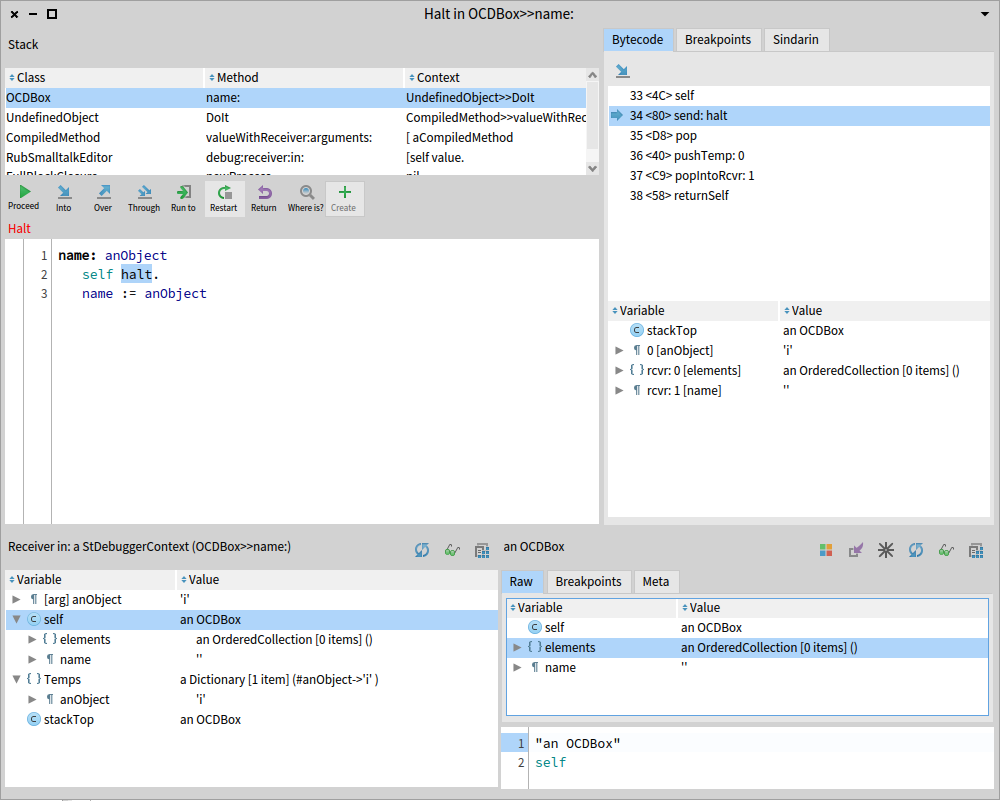 Halt in OCDBox>>name:
Stack
Class Method Context
OCDBox name: UndefinedObject>>DoIt
UndefinedObject DoIt CompiledMethod>>valueWithRec
CompiledMethod valueWithReceiver:arguments: [ aCompiledMethod
RubSmalltalkEditor debug:receiver:in: [self value.
FullBlockClosure newProcess nil
Proceed Into Over Through Run to Restart Return Where is? Create
Halt
1 name: anObject
2 self halt.
3 name := anObject
Bytecode Breakpoints Sindarin
33 <4C> self
34 <80> send: halt
35 <D8> pop
36 <40> pushTemp: 0
37 <C9> popIntoRcvr: 1
38 <58> returnSelf
Variable Value
C stackTop an OCDBox
¶ 0 [anObject] 'i'
{ } rcvr: 0 [elements] an OrderedCollection [0 items] ()
¶ rcvr: 1 [name] ''
Receiver in: a StDebuggerContext (OCDBox>>name:)
Variable Value
¶ [arg] anObject 'i'
C self an OCDBox
{ } elements an OrderedCollection [0 items] ()
¶ name ''
{ } Temps a Dictionary [1 item] (#anObject->'i' )
¶ anObject 'i'
C stackTop an OCDBox
an OCDBox
Raw Breakpoints Meta
Variable Value
C self an OCDBox
{ } elements an OrderedCollection [0 items] ()
¶ name ''
1 "an OCDBox"
2 self